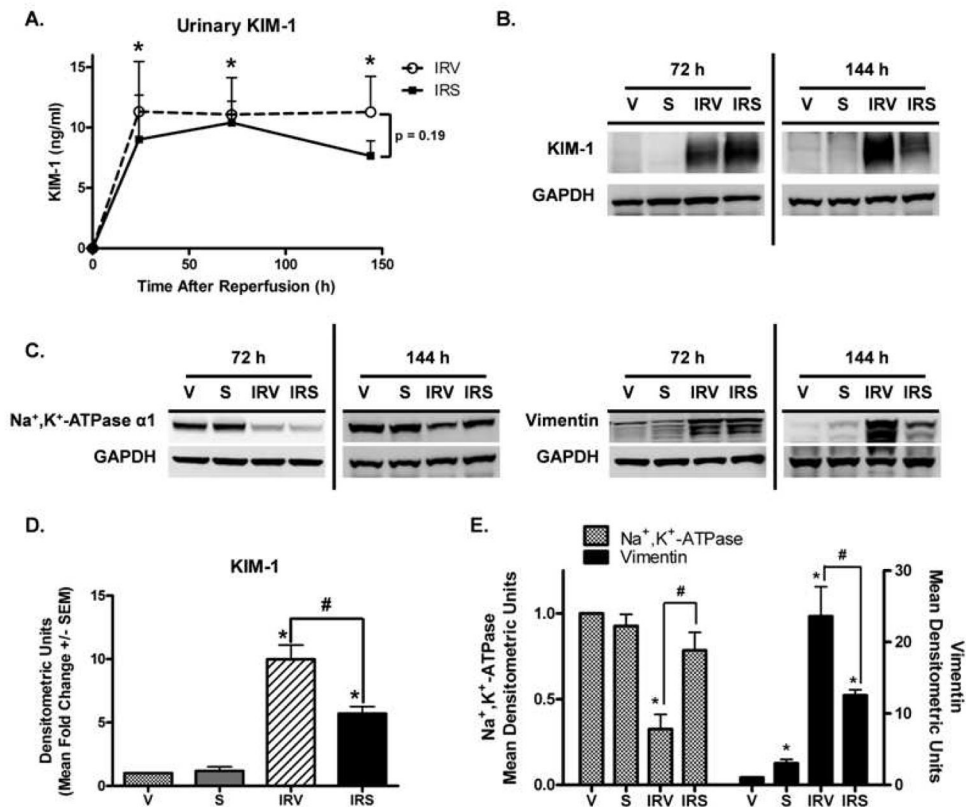 A.
Urinary KIM-1
* * *
IRV
IRS
15
10
5
0
KIM-1 (ng/ml)
p = 0.19
0 50 100 150
Time After Reperfusion (h)
B.
72 h 144 h
V S IRV IRS V S IRV IRS
KIM-1
GAPDH
C.
72 h 144 h
V S IRV IRS V S IRV IRS
Na⁺,K⁺-ATPase α1
GAPDH
72 h 144 h
V S IRV IRS V S IRV IRS
Vimentin
GAPDH
D.
KIM-1
Densitometric Units
(Mean Fold Change +/- SEM)
15
10
5
0
* # *
V S IRV IRS
E.
Na⁺,K⁺-ATPase
Vimentin
Na⁺,K⁺-ATPase
Mean Densitometric Units
1.0
0.5
0.0
* # * * # *
V S IRV IRS V S IRV IRS
30
20
10
0
Vimentin
Mean Densitometric Units